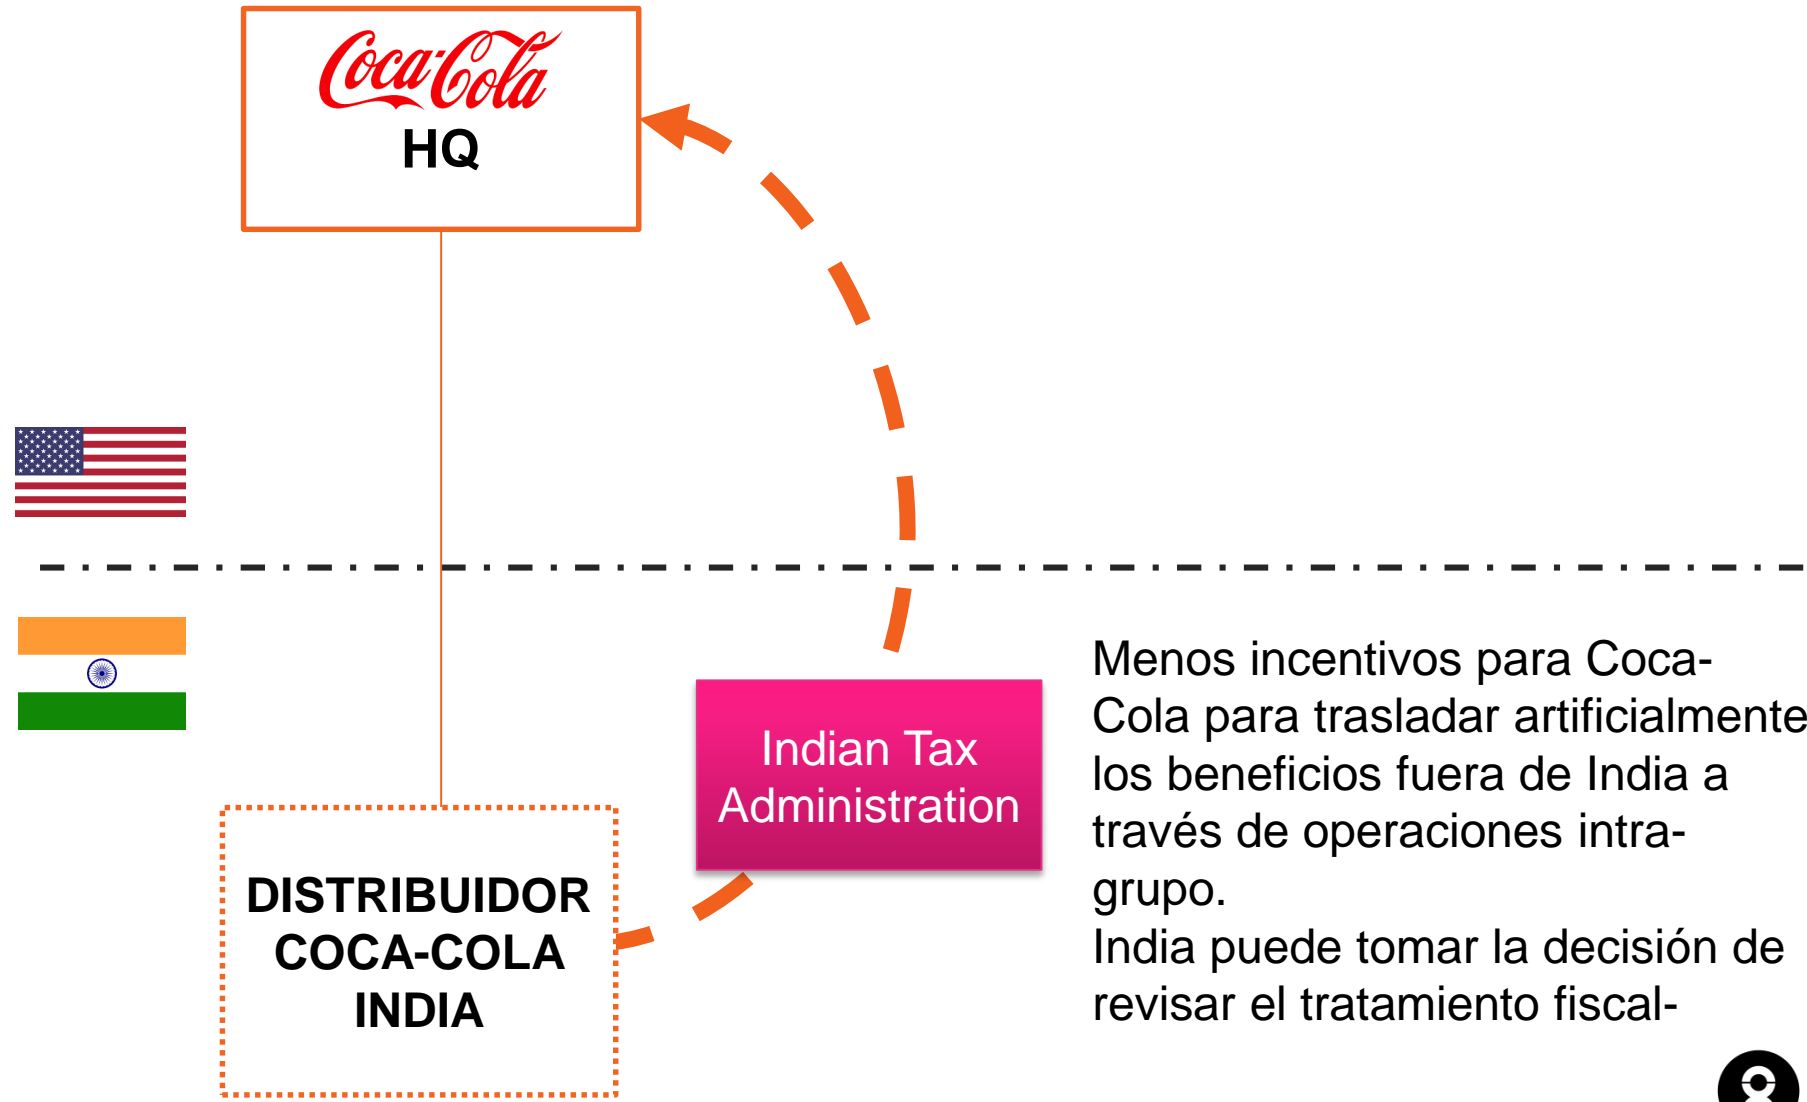 Coca-Cola
HQ
Indian Tax
Administration
DISTRIBUIDOR
COCA-COLA
INDIA
Menos incentivos para Coca-
Cola para trasladar artificialmente
los beneficios fuera de India a
través de operaciones intra-
grupo.
India puede tomar la decisión de
revisar el tratamiento fiscal-